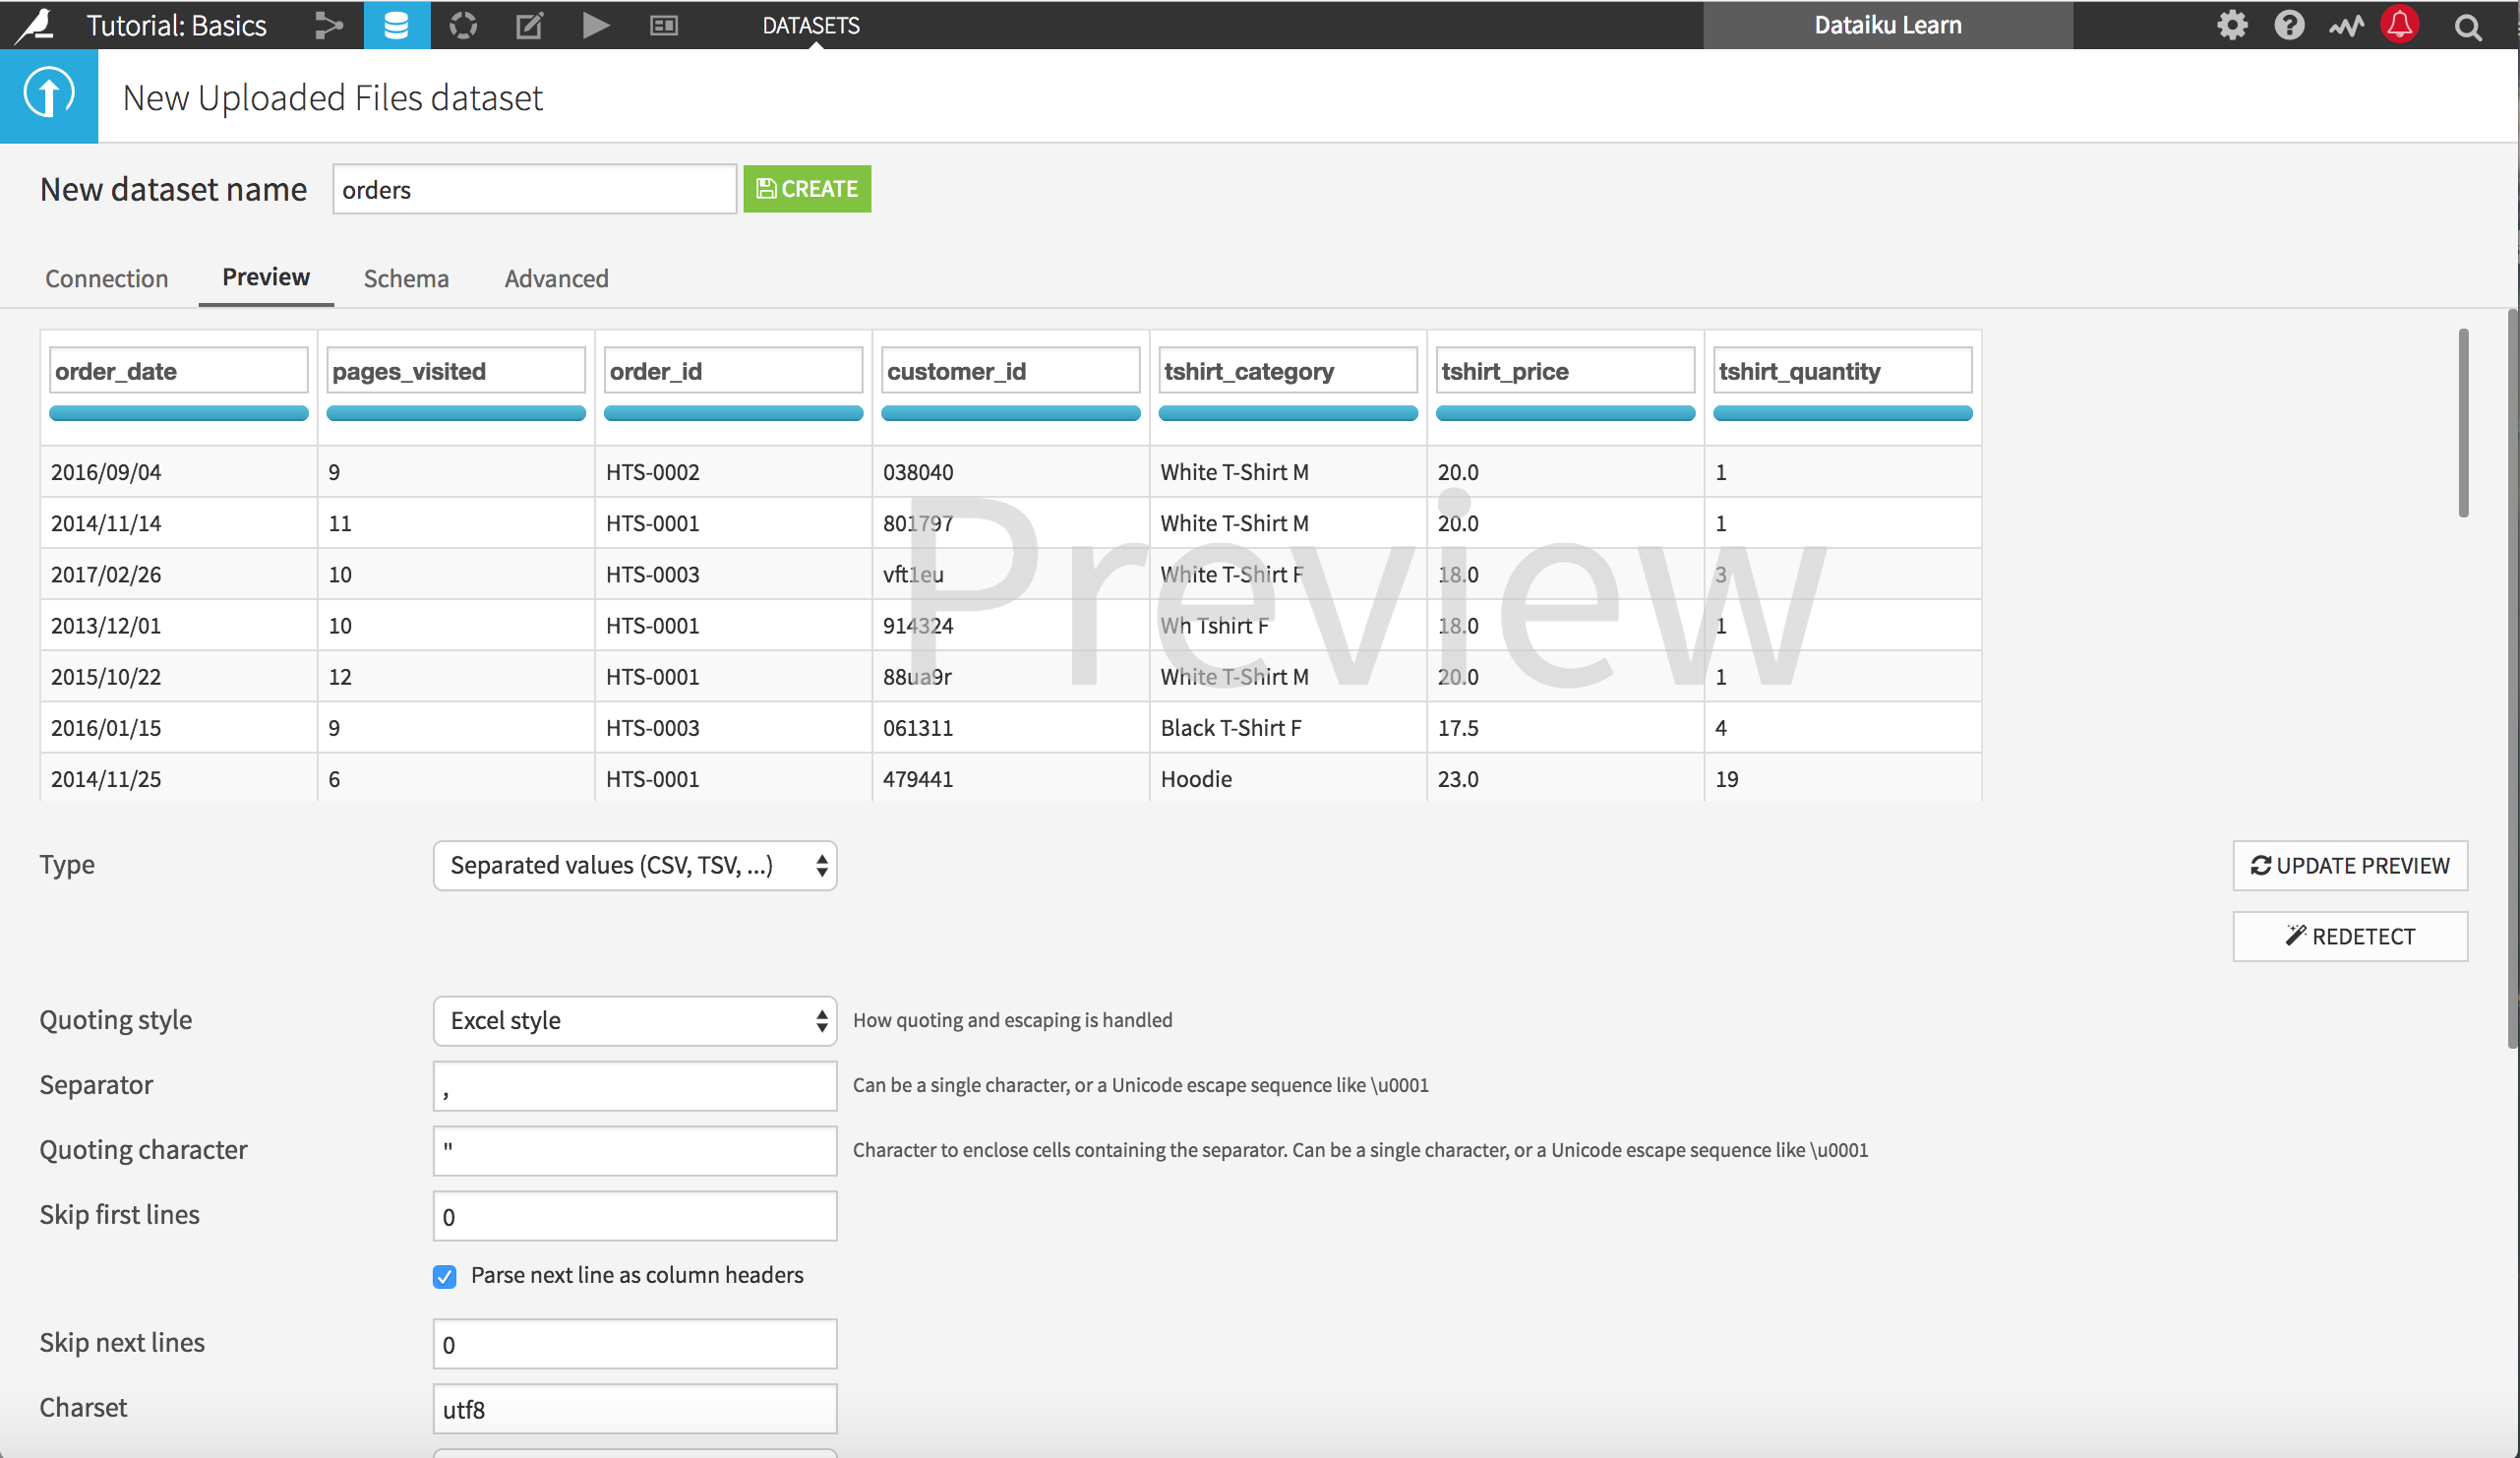 Tutorial: Basics DATASETS Dataiku Learn
New Uploaded Files dataset
New dataset name orders CREATE
Connection Preview Schema Advanced
order_date pages_visited order_id customer_id tshirt_category tshirt_price tshirt_quantity
2016/09/04 9 HTS-0002 038040 White T-Shirt M 20.0 1
2014/11/14 11 HTS-0001 801797 White T-Shirt M 20.0 1
2017/02/26 10 HTS-0003 vft1eu White T-Shirt F 18.0 3
2013/12/01 10 HTS-0001 914324 Wh Tshirt F 18.0 1
2015/10/22 12 HTS-0001 88ua9r White T-Shirt M 20.0 1
2016/01/15 9 HTS-0003 061311 Black T-Shirt F 17.5 4
2014/11/25 6 HTS-0001 479441 Hoodie 23.0 19
Preview
Type Separated values (CSV, TSV, ...) UPDATE PREVIEW
REDETECT
Quoting style Excel style How quoting and escaping is handled
Separator , Can be a single character, or a Unicode escape sequence like \u0001
Quoting character " Character to enclose cells containing the separator. Can be a single character, or a Unicode escape sequence like \u0001
Skip first lines 0
Parse next line as column headers
Skip next lines 0
Charset utf8